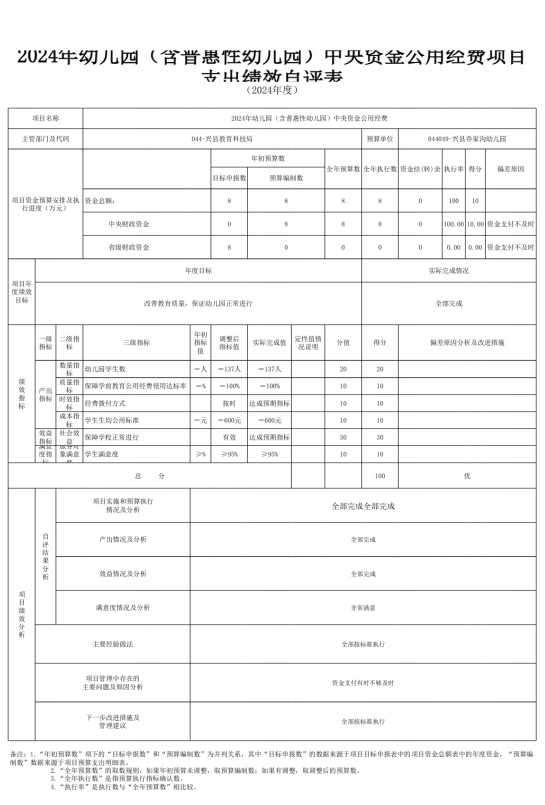 2024年幼儿园（含普惠性幼儿园）中央资金公用经费项目
支出绩效自评表
（2024年度）
项目名称 2024年幼儿园（含普惠性幼儿园）中央资金公用经费
主管部门及代码 044-兴县教育科技局 预算单位 044049-兴县乔家沟幼儿园
项目资金预算安排及执行进度（万元） 年初预算数 全年预算数 全年执行数 资金结(转)余 执行率 得分 偏差原因
目标申报数 预算编制数
资金总额： 8 8 8 8 0 100 10
中央财政资金 0 8 8 8 0 100.00 10.00 资金支付不及时
省级财政资金 8 0 0 0 0 0.00 0.00 资金支付不及时
项目年度绩效目标 年度目标 实际完成情况
改善教育质量，保证幼儿园正常进行 全部完成
绩效指标 一级指标 二级指标 三级指标 年初指标值 调整后指标值 实际完成值 定性值情况说明 分值 得分 偏差原因分析及改进措施
产出指标 数量指标 幼儿园学生数 ＝人 ＝137人 ＝137人 20 20
质量指标 保障学前教育公用经费使用达标率 ＝% ＝100% ＝100% 10 10
时效指标 经费拨付方式 按时 达成预期指标 10 10
成本指标 学生生均公用标准 ＝元 ＝600元 ＝600元 10 10
效益指标 社会效益 保障学校正常进行 有效 达成预期指标 30 30
满意度指标 服务对象满意度 学生满意度 ≥% ≥95% ≥95% 10 10
总 分 100 优
项目绩效分析 自评结果分析 项目实施和预算执行情况及分析 全部完成全部完成
产出情况及分析 全部完成
效益情况及分析 全部完成
满意度情况及分析 非常满意
主要经验做法 全部按标准执行
项目管理中存在的主要问题及原因分析 资金支付有时不够及时
下一步改进措施及管理建议 全部按标准执行
备注：1.“年初预算数”项下的“目标申报数”和“预算编制数”为并列关系，其中“目标申报数”的数据来源于项目目标申报表中的项目资金总额表中的年度资金，“预算编
制数”数据来源于项目预算支出明细表。
2.“全年预算数”的取数规则，如果年初预算未调整，取预算编制数；如果有调整，取调整后的预算数。
3.“全年执行数”是指预算执行指标确认数。
4.“执行率”是执行数与“全年预算数”相比较。